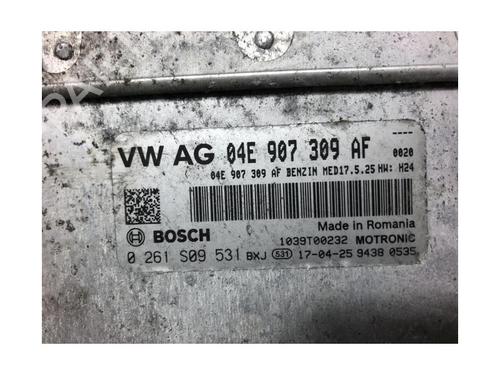 VW AG 04E 907 309 AF ----
0020
04E 907 309 AF BENZIN MED17.5.25 HW: H24
Made in Romania
BOSCH 1039T00232 MOTRONIC
0 261 S09 531 BXJ 531 17-04-25 9438 0535